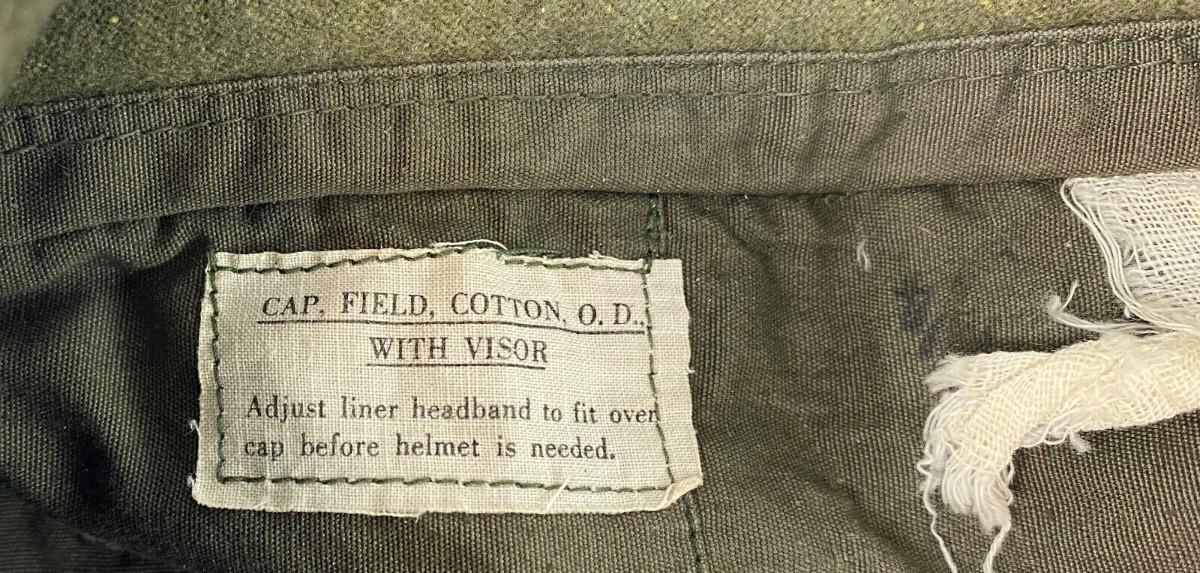 CAP, FIELD, COTTON, O. D.,
WITH VISOR
Adjust liner headband to fit over
cap before helmet is needed.